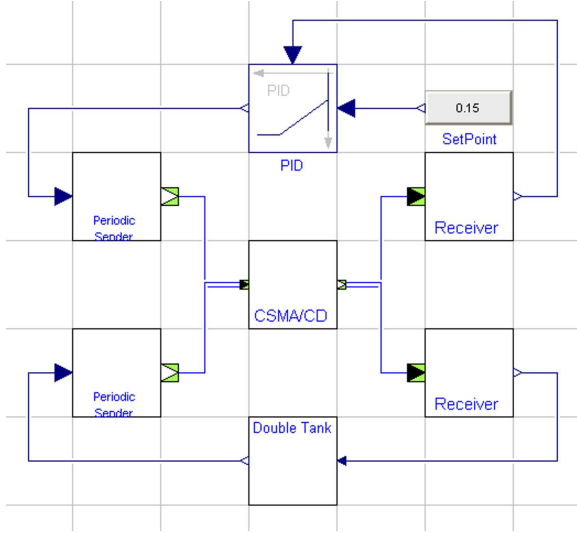 PID
0.15
SetPoint
PID
Periodic
Sender
Receiver
CSMA/CD
Periodic
Sender
Receiver
Double Tank